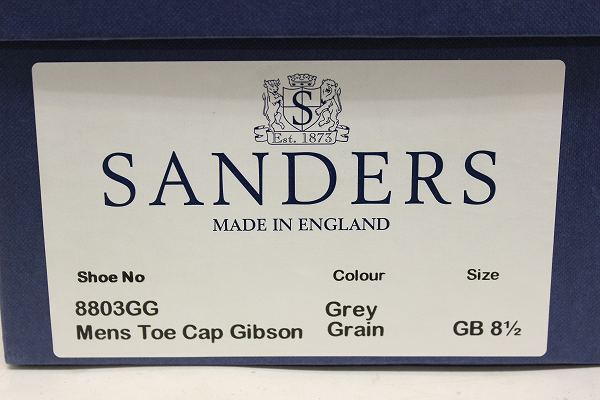 S
Est. 1873
SANDERS
MADE IN ENGLAND
Shoe No Colour Size
8803GG Grey
Mens Toe Cap Gibson Grain GB 8½